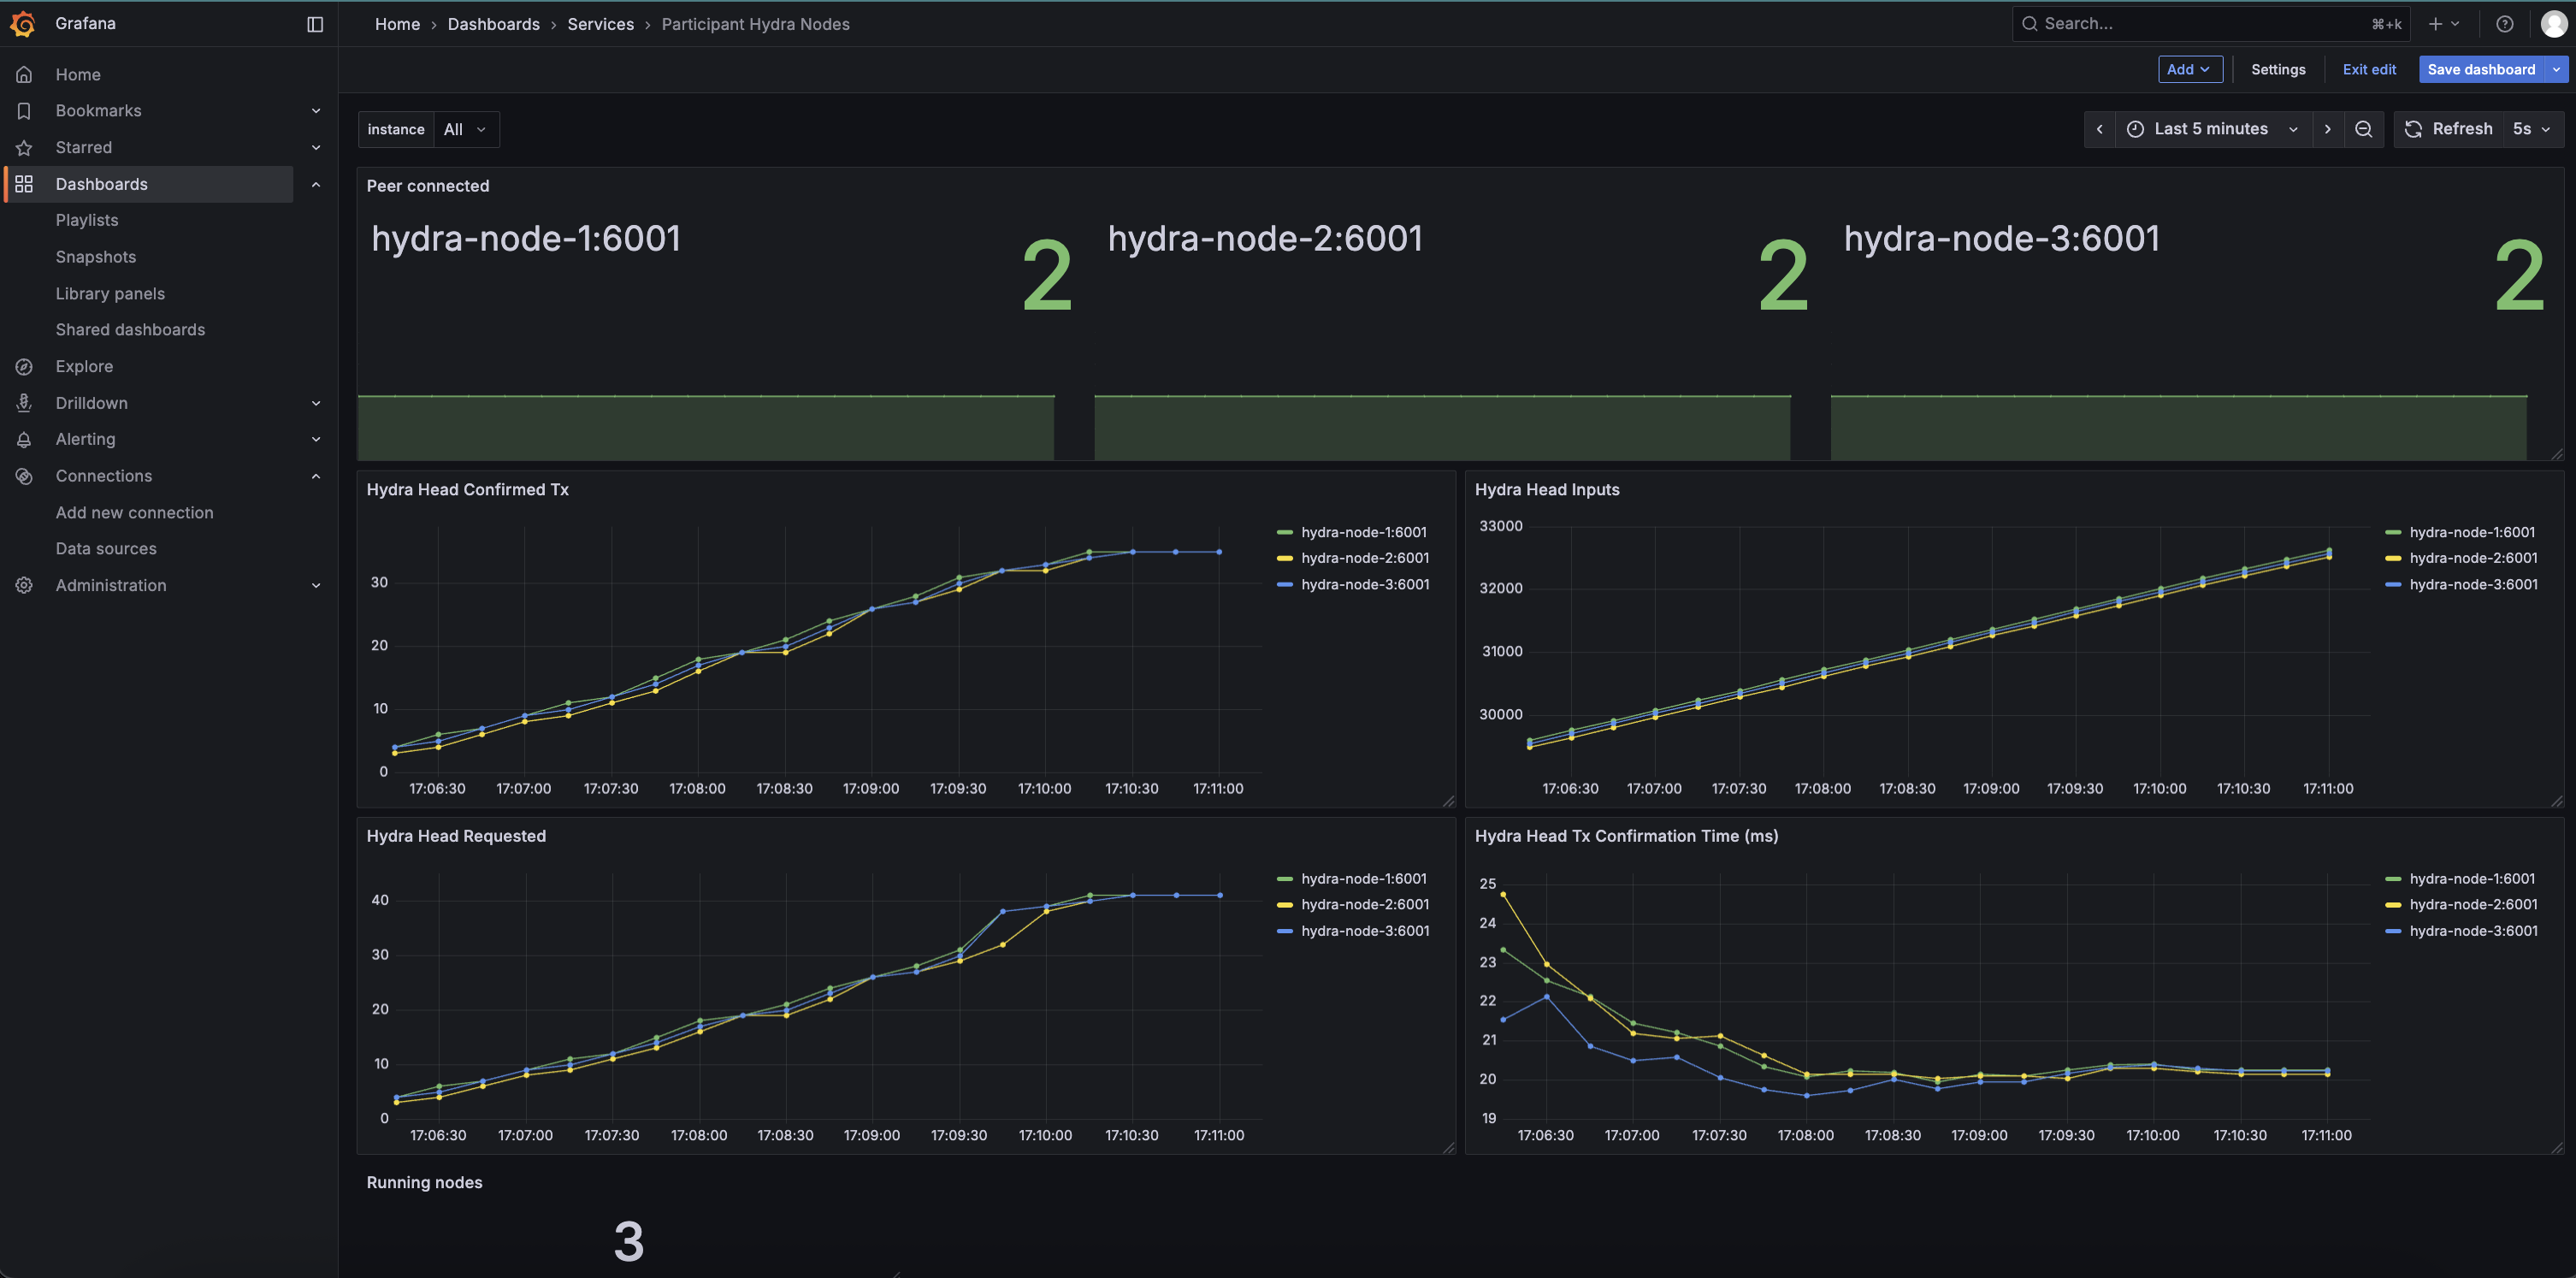 Grafana
Home › Dashboards › Services › Participant Hydra Nodes
Search... ⌘+k
Home
Bookmarks
Starred
Dashboards
Playlists
Snapshots
Library panels
Shared dashboards
Explore
Drilldown
Alerting
Connections
Add new connection
Data sources
Administration
Add Settings Exit edit Save dashboard
instance All
Last 5 minutes Refresh 5s
Peer connected
hydra-node-1:6001 2
hydra-node-2:6001 2
hydra-node-3:6001 2
Hydra Head Confirmed Tx
30
20
10
0
17:06:30 17:07:00 17:07:30 17:08:00 17:08:30 17:09:00 17:09:30 17:10:00 17:10:30 17:11:00
hydra-node-1:6001
hydra-node-2:6001
hydra-node-3:6001
Hydra Head Inputs
33000
32000
31000
30000
17:06:30 17:07:00 17:07:30 17:08:00 17:08:30 17:09:00 17:09:30 17:10:00 17:10:30 17:11:00
hydra-node-1:6001
hydra-node-2:6001
hydra-node-3:6001
Hydra Head Requested
40
30
20
10
0
17:06:30 17:07:00 17:07:30 17:08:00 17:08:30 17:09:00 17:09:30 17:10:00 17:10:30 17:11:00
hydra-node-1:6001
hydra-node-2:6001
hydra-node-3:6001
Hydra Head Tx Confirmation Time (ms)
25
24
23
22
21
20
19
17:06:30 17:07:00 17:07:30 17:08:00 17:08:30 17:09:00 17:09:30 17:10:00 17:10:30 17:11:00
hydra-node-1:6001
hydra-node-2:6001
hydra-node-3:6001
Running nodes
3